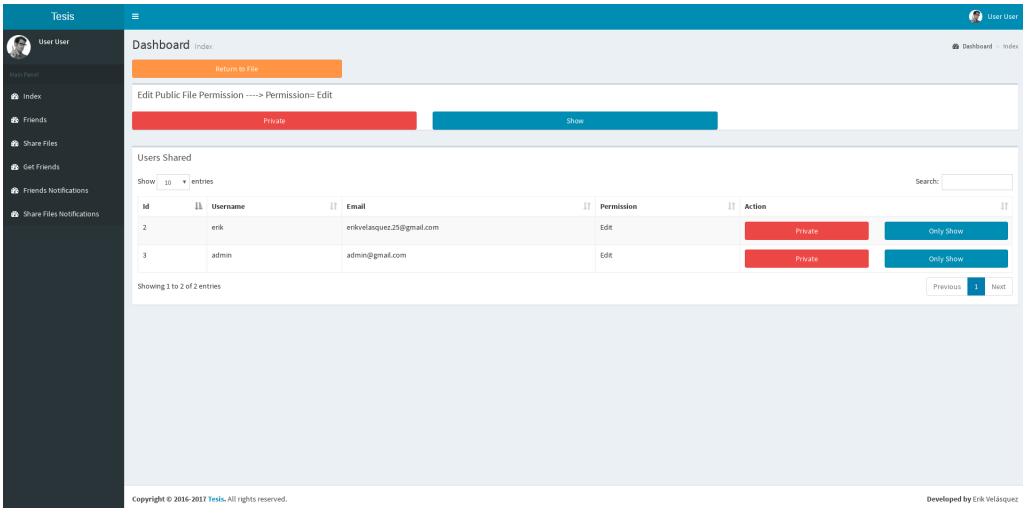 Tesis
User User
User User
Main Panel
Index
Friends
Share Files
Get Friends
Friends Notifications
Share Files Notifications
Dashboard Index
Dashboard > Index
Return to File
Edit Public File Permission ----> Permission= Edit
Private Show
Users Shared
Show 10 entries Search:
Id Username Email Permission Action
2 erik erikvelasquez.25@gmail.com Edit Private Only Show
3 admin admin@gmail.com Edit Private Only Show
Showing 1 to 2 of 2 entries Previous 1 Next
Copyright © 2016-2017 Tesis. All rights reserved. Developed by Erik Velásquez